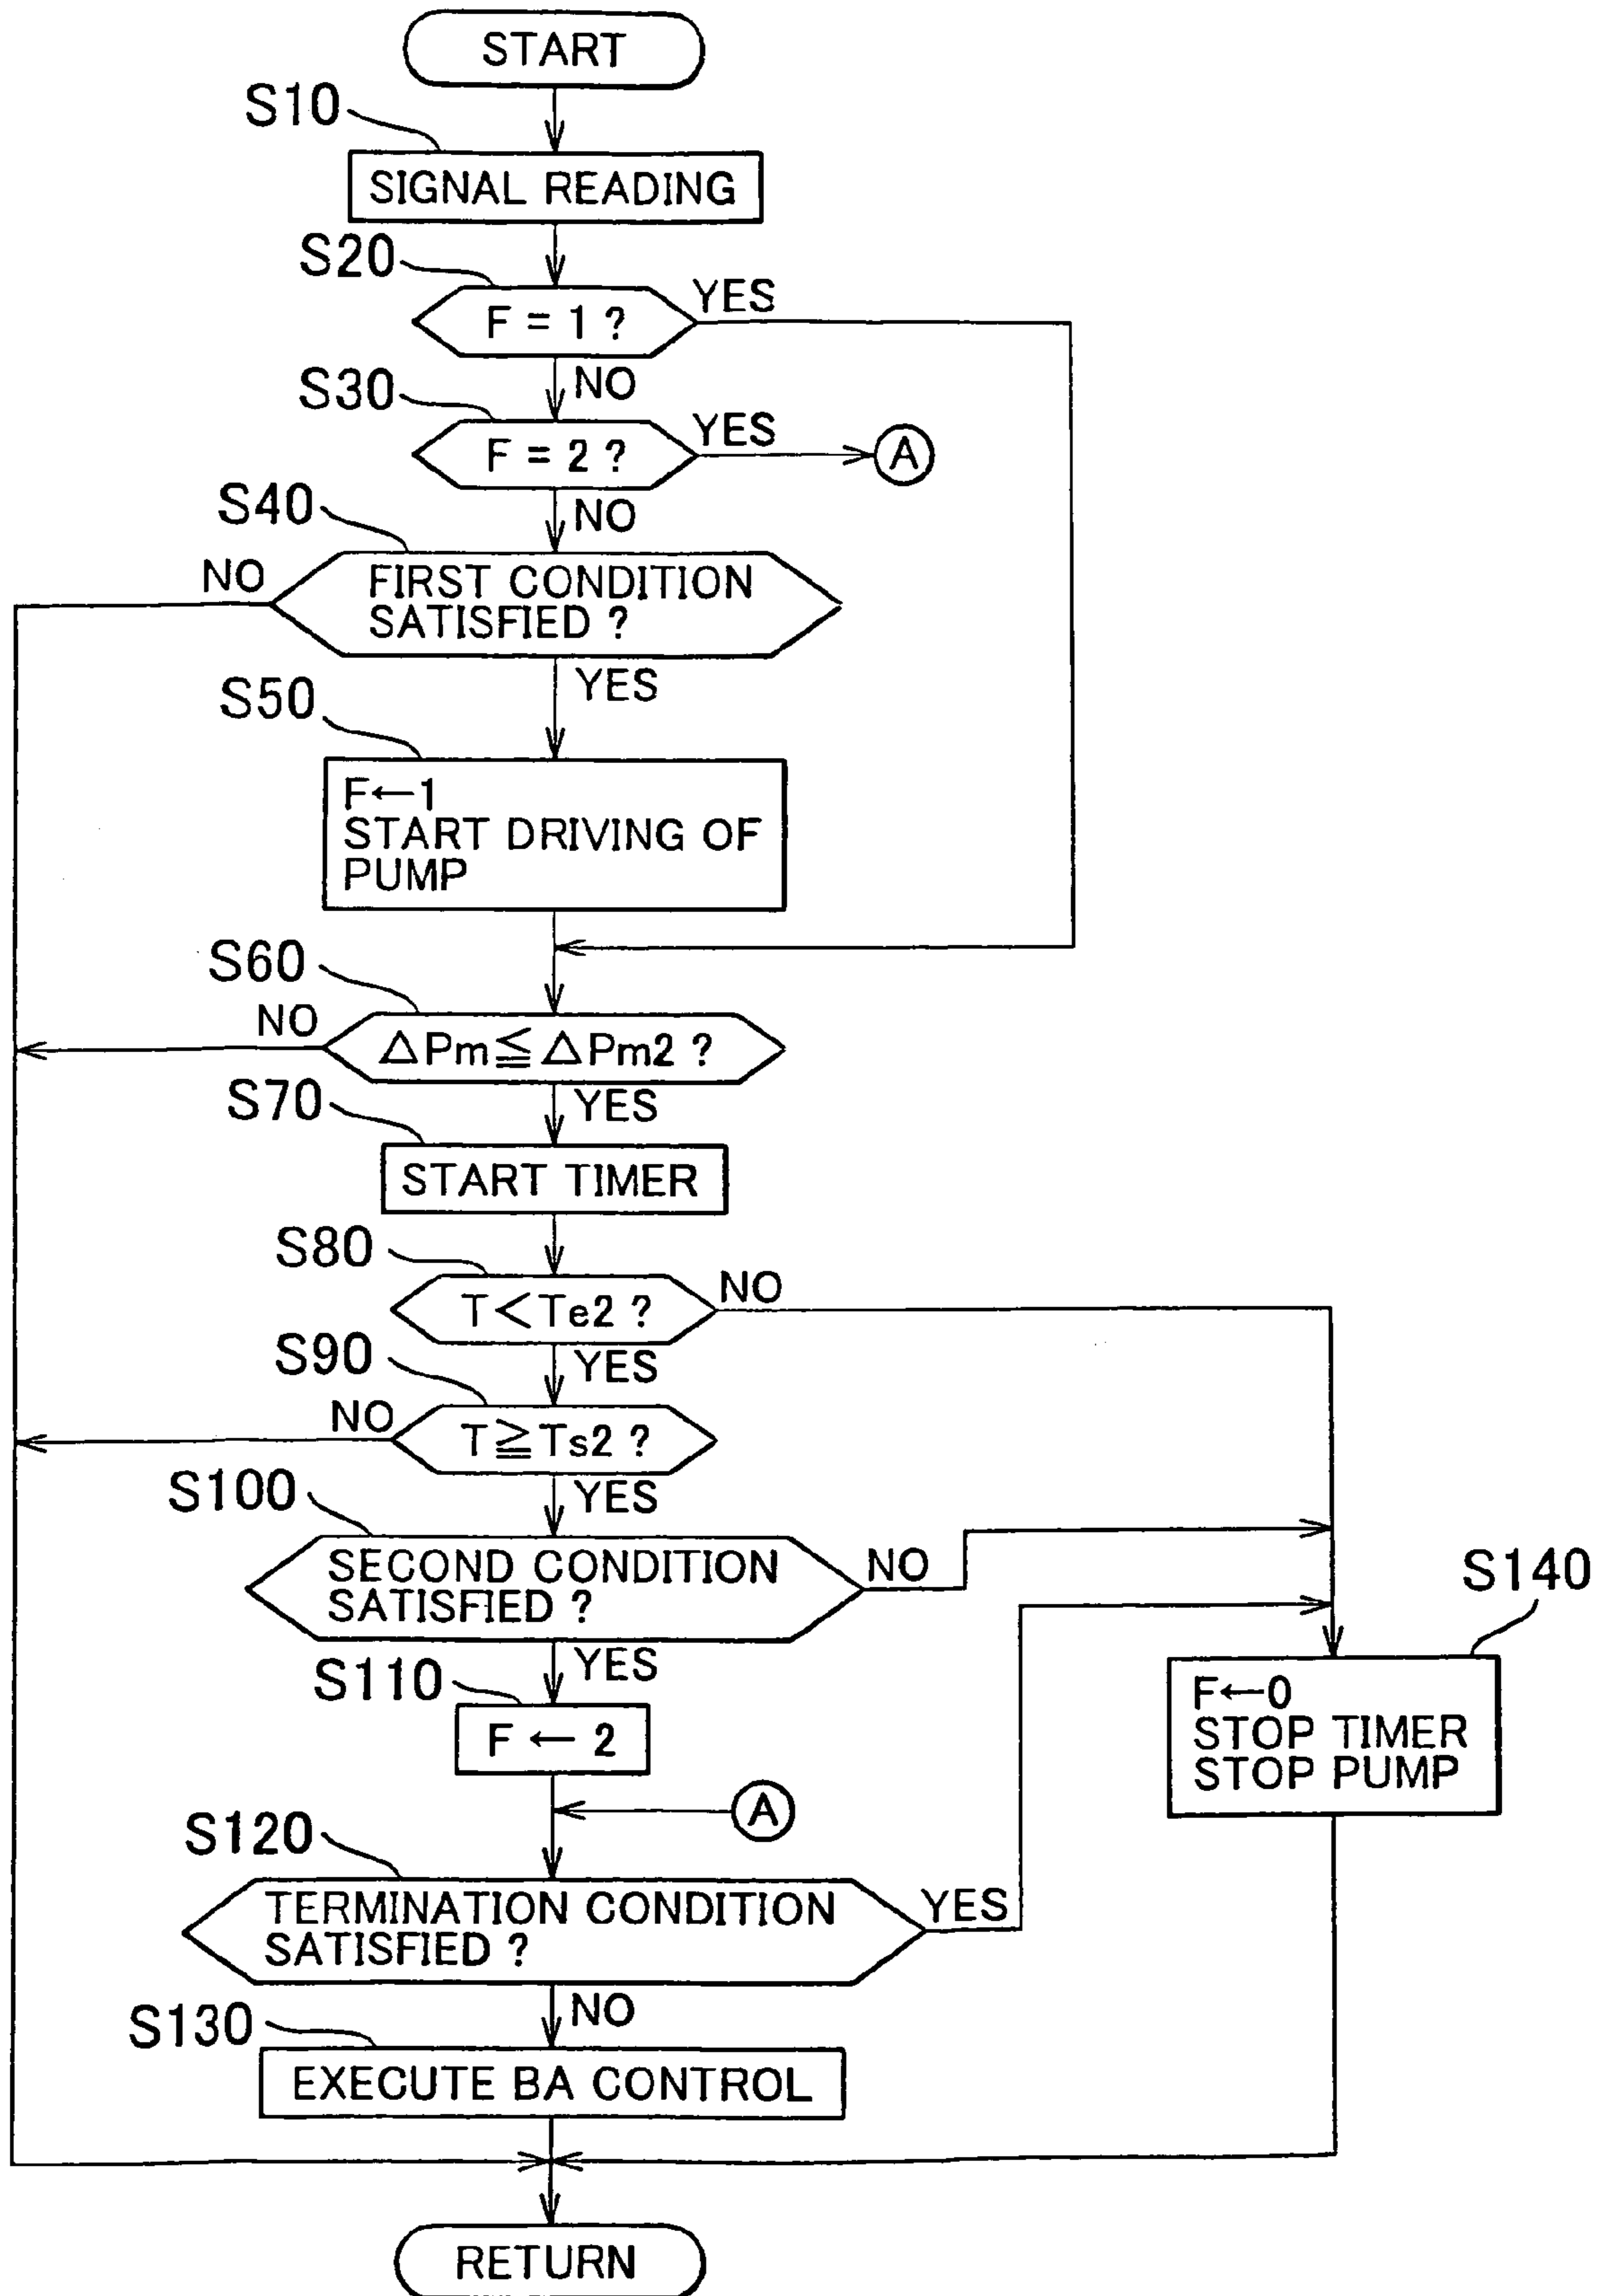 START
S10
SIGNAL READING
S20
F = 1 ?
YES
NO
S30
F = 2 ?
YES
A
NO
S40
NO
FIRST CONDITION
SATISFIED ?
YES
S50
F←1
START DRIVING OF
PUMP
S60
NO
△Pm≦△Pm2 ?
YES
S70
START TIMER
S80
T<Te2 ?
NO
YES
S90
NO
T≧Ts2 ?
YES
S100
SECOND CONDITION
SATISFIED ?
NO
YES
S110
F ← 2
S140
F←0
STOP TIMER
STOP PUMP
A
S120
TERMINATION CONDITION
SATISFIED ?
YES
NO
S130
EXECUTE BA CONTROL
RETURN